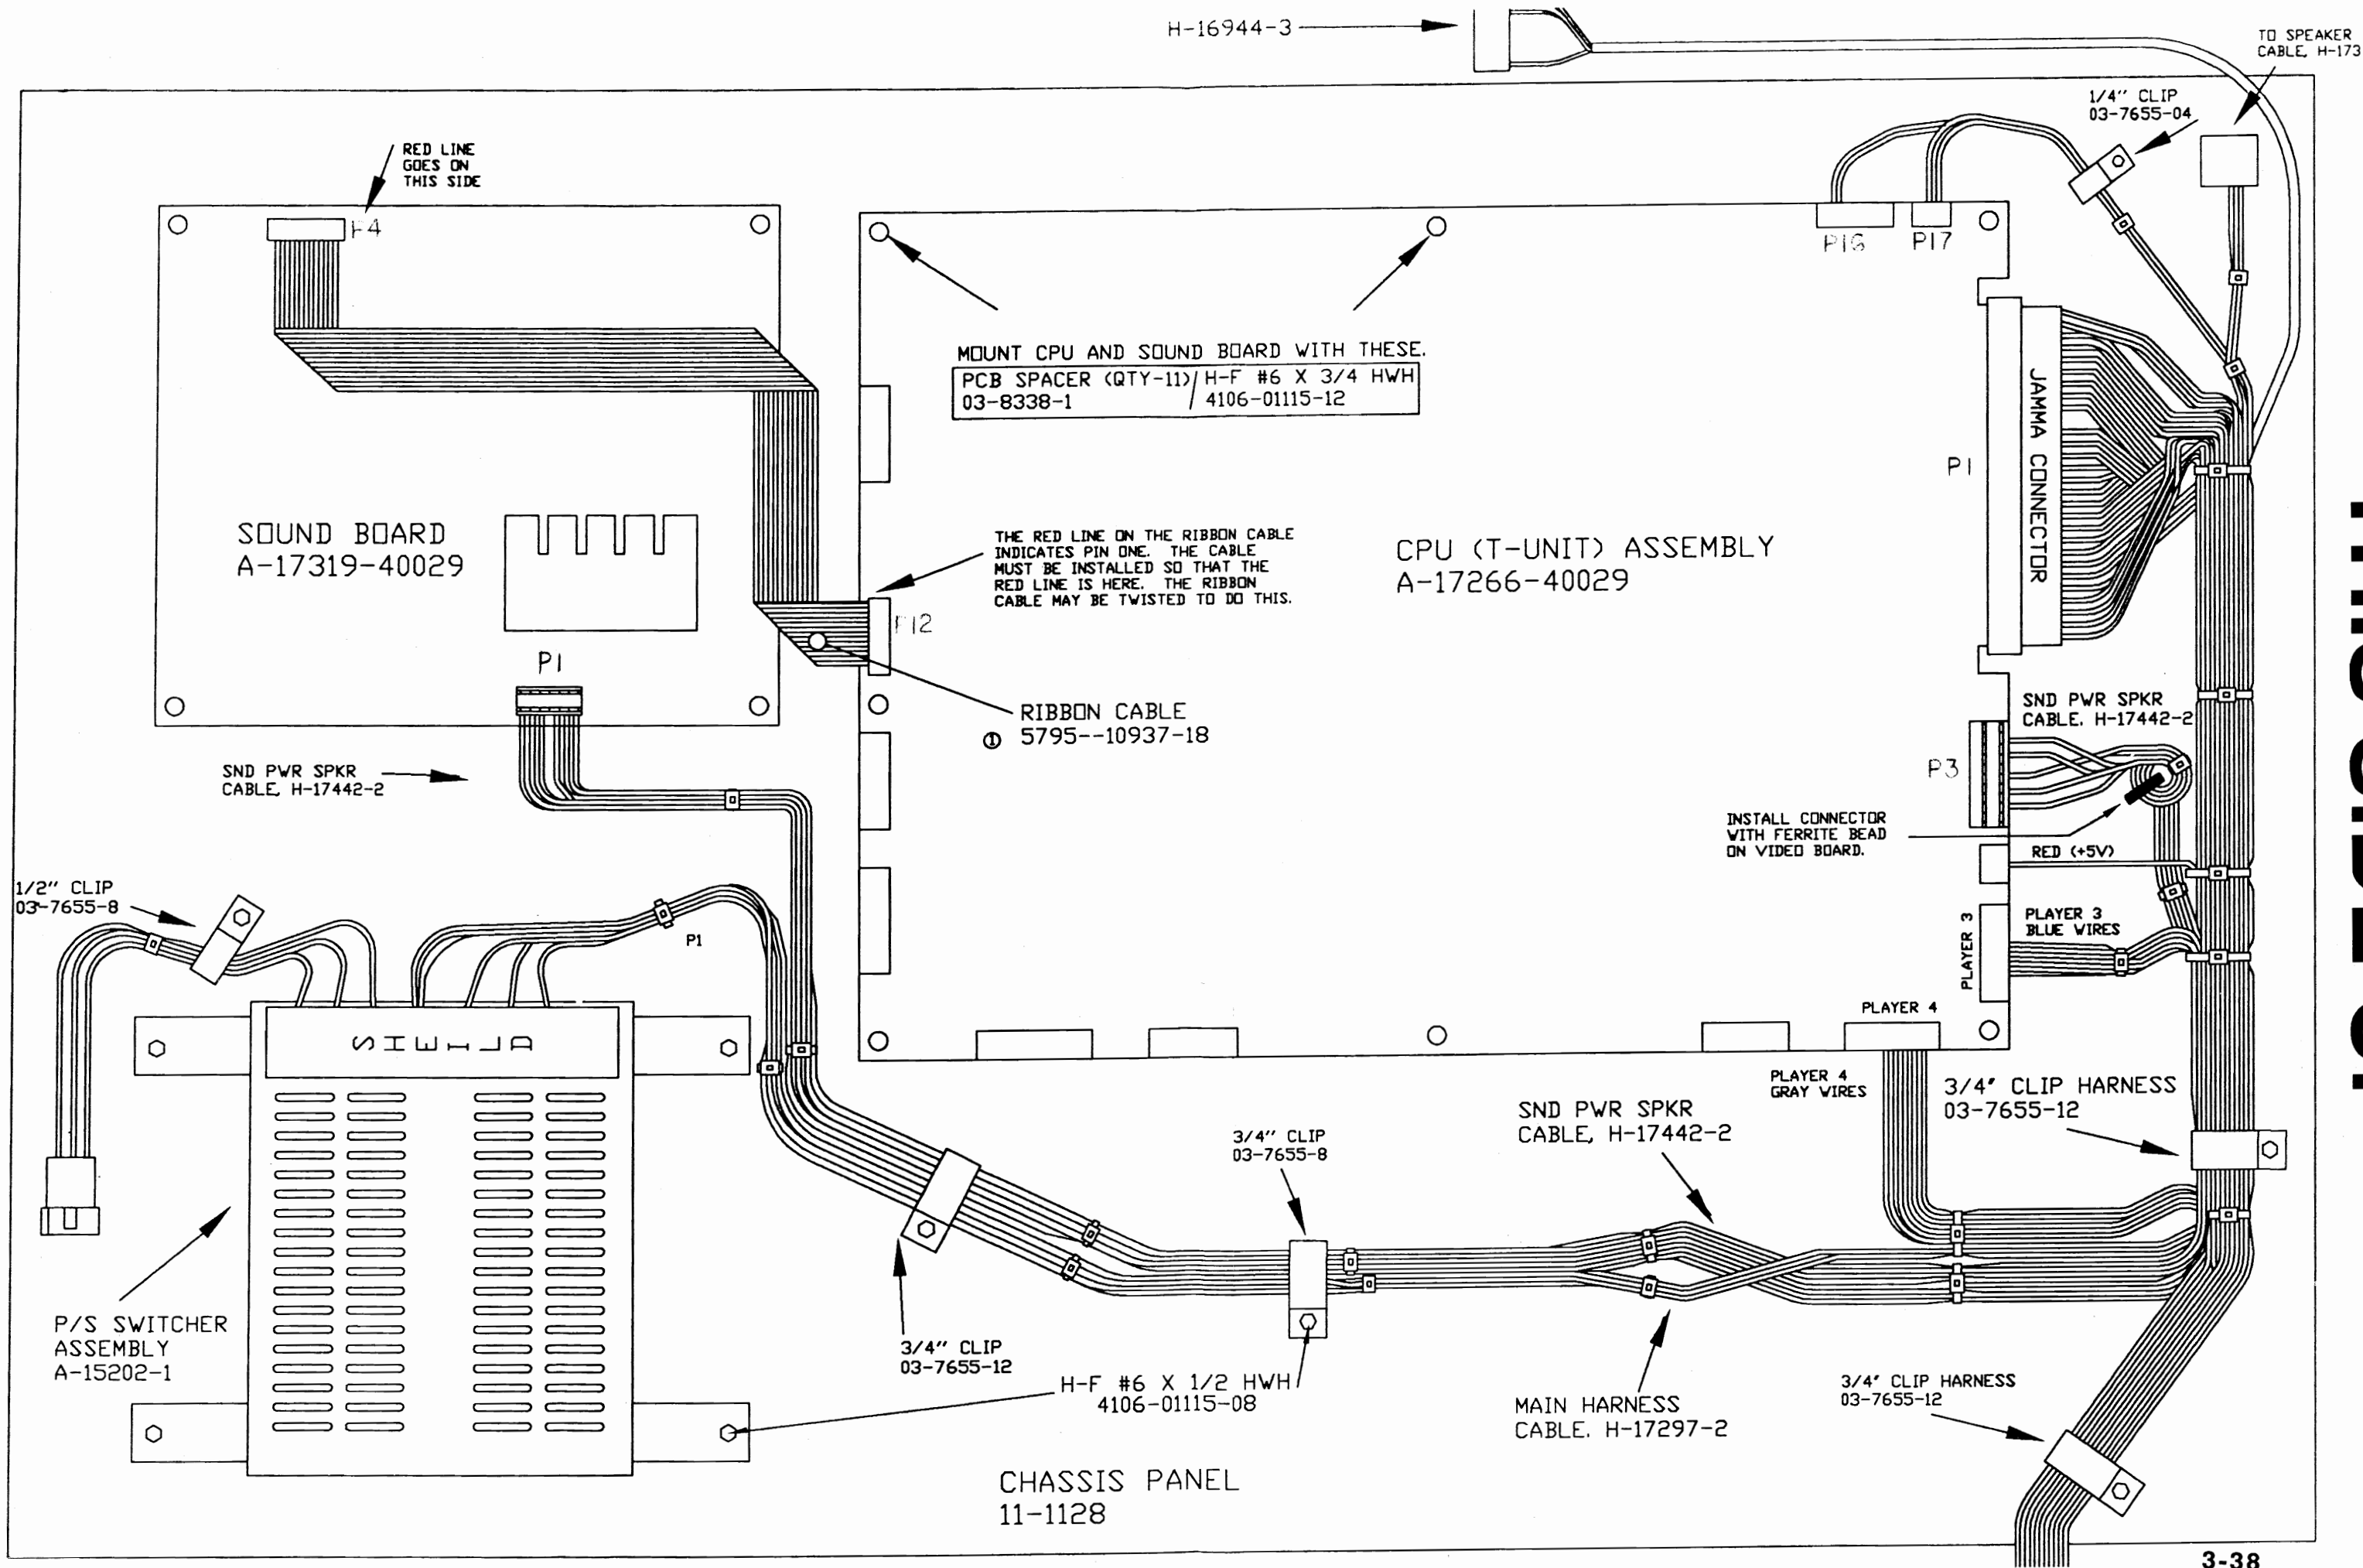 H-16944-3
TO SPEAKER
CABLE, H-173
1/4" CLIP
03-7655-04
RED LINE
GOES ON
THIS SIDE
P4
P16
P17
MOUNT CPU AND SOUND BOARD WITH THESE.
PCB SPACER (QTY-11)/ H-F #6 X 3/4 HWH
03-8338-1 / 4106-01115-12
JAMMA CONNECTOR
P1
SOUND BOARD
A-17319-40029
THE RED LINE ON THE RIBBON CABLE
INDICATES PIN ONE. THE CABLE
MUST BE INSTALLED SO THAT THE
RED LINE IS HERE. THE RIBBON
CABLE MAY BE TWISTED TO DO THIS.
CPU (T-UNIT) ASSEMBLY
A-17266-40029
P12
P1
RIBBON CABLE
① 5795--10937-18
SND PWR SPKR
CABLE. H-17442-2
P3
SND PWR SPKR
CABLE, H-17442-2
INSTALL CONNECTOR
WITH FERRITE BEAD
ON VIDEO BOARD.
RED (+5V)
1/2" CLIP
03-7655-8
P1
PLAYER 3
PLAYER 3
BLUE WIRES
PLAYER 4
SHEILD
PLAYER 4
GRAY WIRES
3/4" CLIP HARNESS
03-7655-12
SND PWR SPKR
CABLE, H-17442-2
3/4" CLIP
03-7655-8
P/S SWITCHER
ASSEMBLY
A-15202-1
3/4" CLIP
03-7655-12
H-F #6 X 1/2 HWH
4106-01115-08
MAIN HARNESS
CABLE. H-17297-2
3/4" CLIP HARNESS
03-7655-12
CHASSIS PANEL
11-1128
3-38